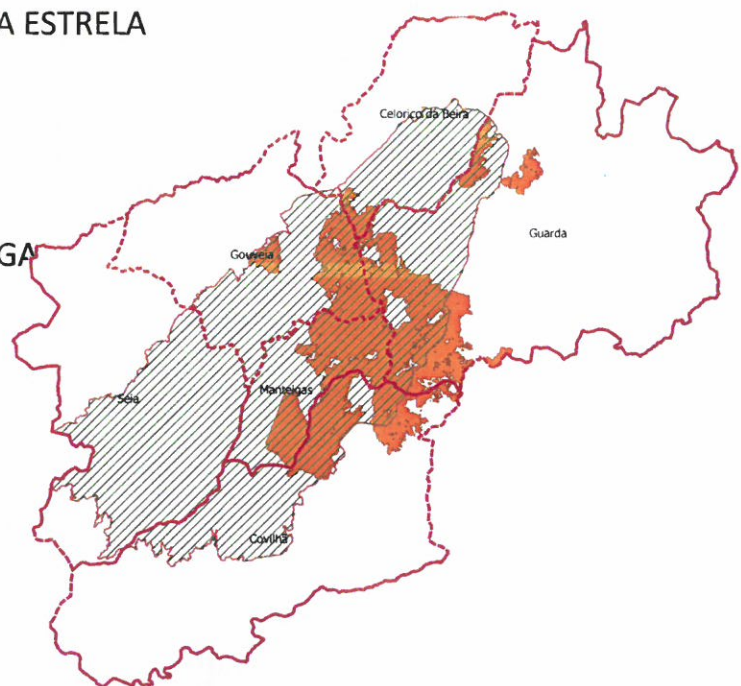 A ESTRELA
Celorico da Beira
Guarda
Gouveia
GA
Manteigas
Seia
Covilhã